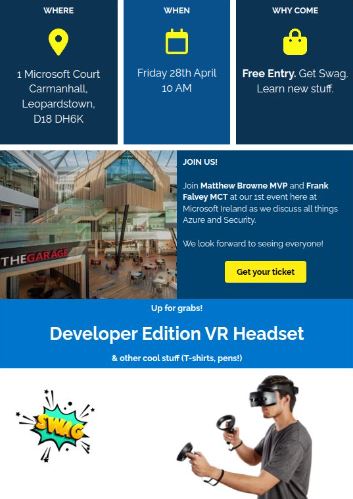 WHERE
1 Microsoft Court
Carmanhall,
Leopardstown,
D18 DH6K
WHEN
Friday 28th April
10 AM
WHY COME
Free Entry. Get Swag.
Learn new stuff.
THEGARAGE
JOIN US!
Join Matthew Browne MVP and Frank
Falvey MCT at our 1st event here at
Microsoft Ireland as we discuss all things
Azure and Security.
We look forward to seeing everyone!
Get your ticket
Up for grabs!
Developer Edition VR Headset
& other cool stuff (T-shirts, pens!)
SWAG